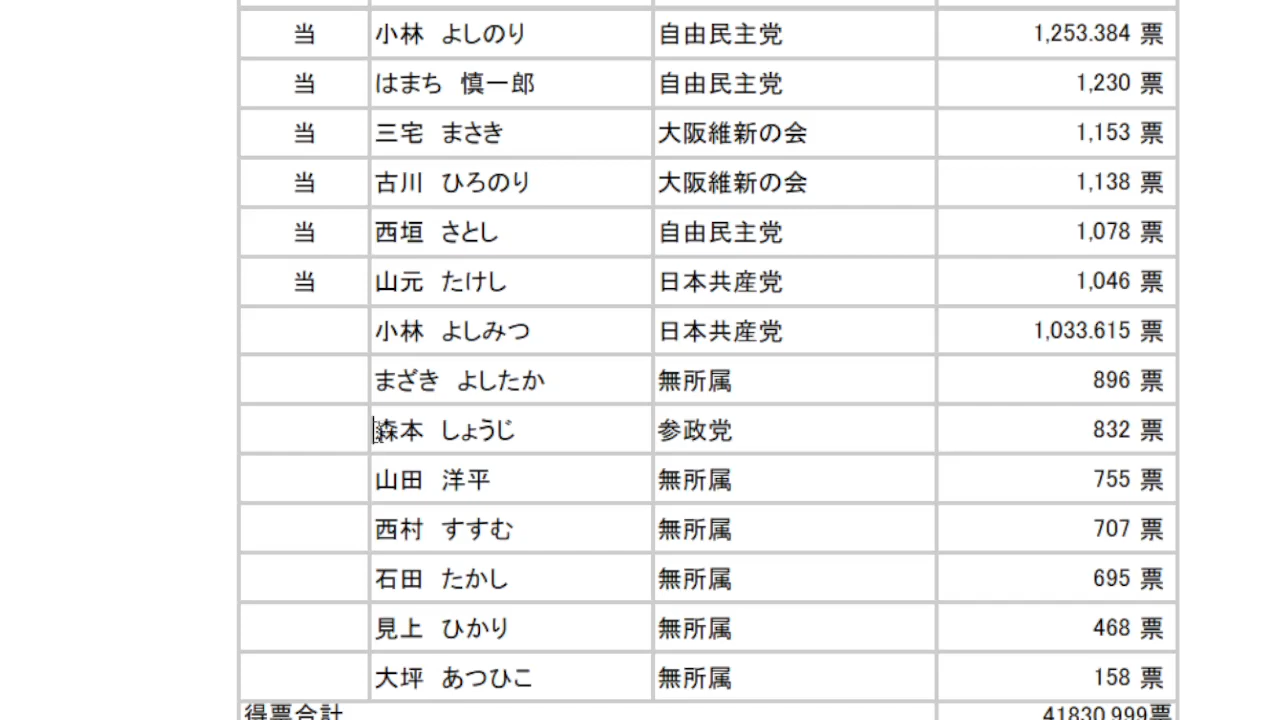 当 小林 よしのり 自由民主党 1,253.384 票
当 はまち 慎一郎 自由民主党 1,230 票
当 三宅 まさき 大阪維新の会 1,153 票
当 古川 ひろのり 大阪維新の会 1,138 票
当 西垣 さとし 自由民主党 1,078 票
当 山元 たけし 日本共産党 1,046 票
小林 よしみつ 日本共産党 1,033.615 票
まざき よしたか 無所属 896 票
森本 しょうじ 参政党 832 票
山田 洋平 無所属 755 票
西村 すすむ 無所属 707 票
石田 たかし 無所属 695 票
見上 ひかり 無所属 468 票
大坪 あつひこ 無所属 158 票
得票合計 41830.999票